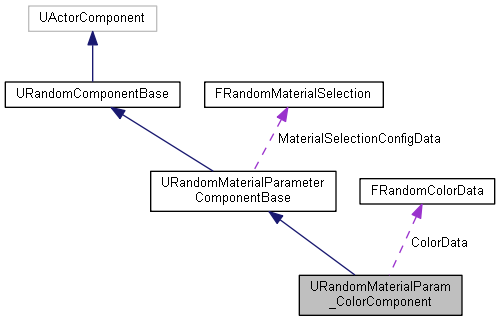 UActorComponent
URandomComponentBase
FRandomMaterialSelection
MaterialSelectionConfigData
URandomMaterialParameter
ComponentBase
FRandomColorData
ColorData
URandomMaterialParam
_ColorComponent